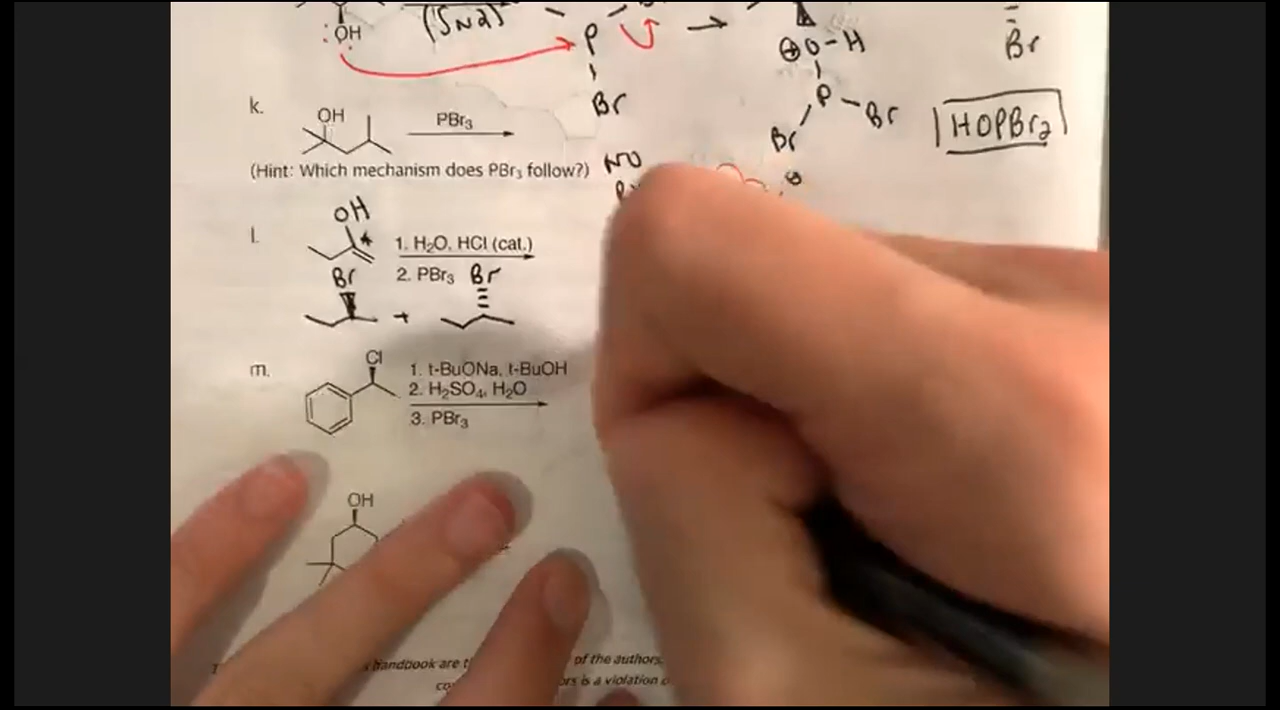 :OH
(SN2)
P
Br
⊕O-H
P
Br
Br
Br
HOPBr2
k.
OH
PBr3
(Hint: Which mechanism does PBr3 follow?)
NO
l.
OH
1. H2O, HCl (cat.)
2. PBr3
Br
+
Br
m.
Cl
1. t-BuONa, t-BuOH
2. H2SO4, H2O
3. PBr3
OH
handbook are
of the authors.
is a violation